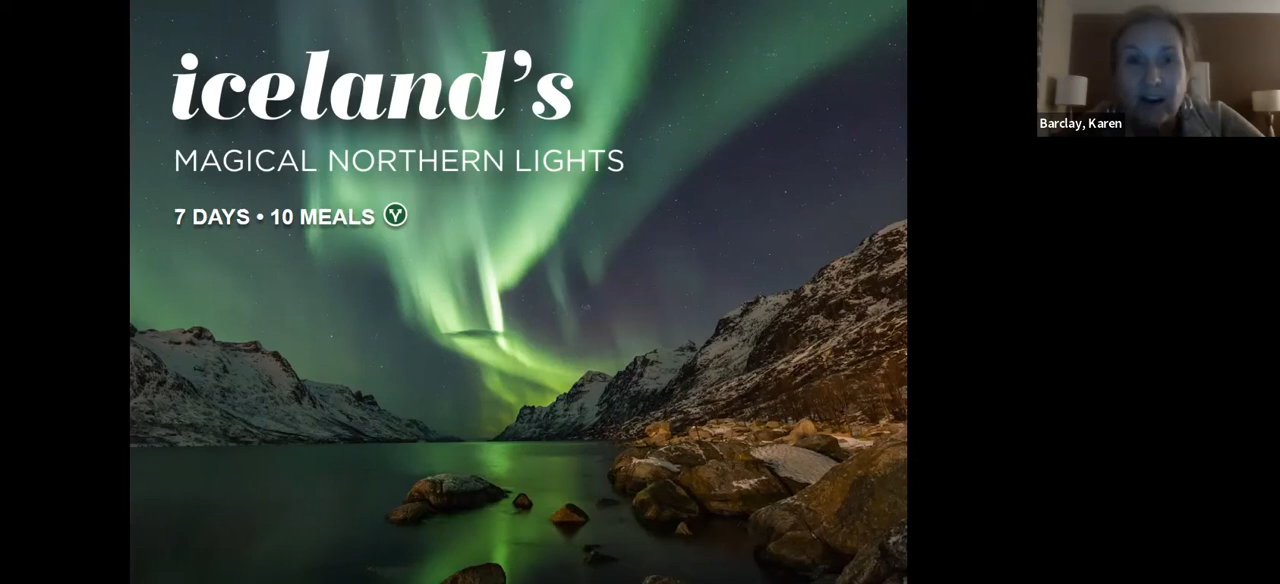 iceland's
MAGICAL NORTHERN LIGHTS
7 DAYS • 10 MEALS
Barclay, Karen